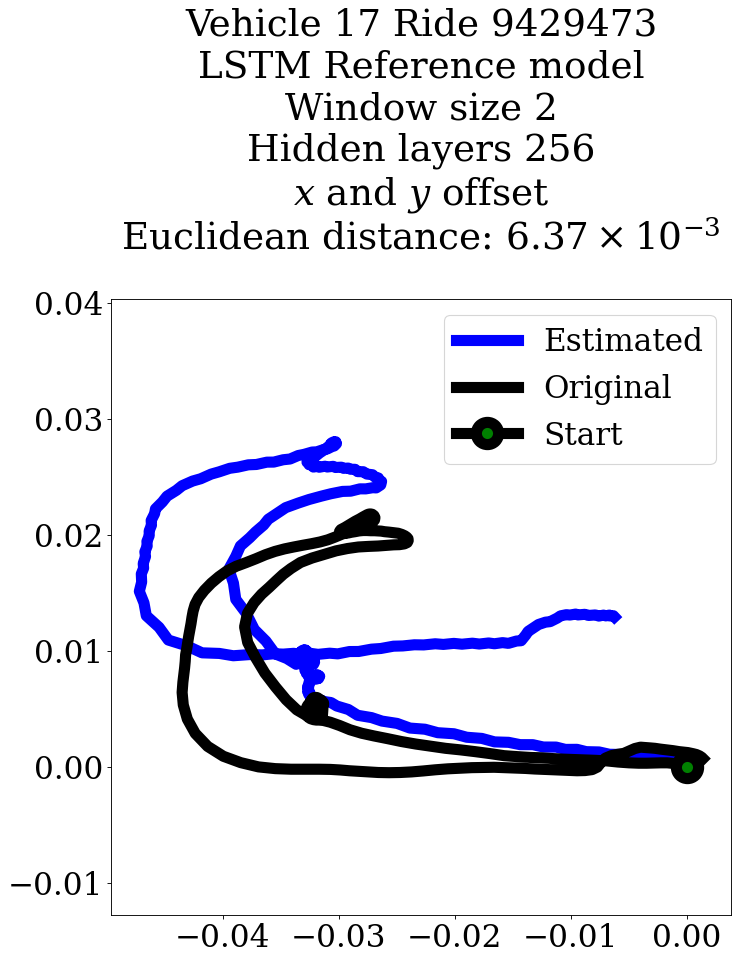 Vehicle 17 Ride 9429473
LSTM Reference model
Window size 2
Hidden layers 256
x and y offset
Euclidean distance: 6.37 × 10⁻³
0.04
0.03
0.02
0.01
0.00
−0.01
Estimated
Original
Start
−0.04 −0.03 −0.02 −0.01 0.00